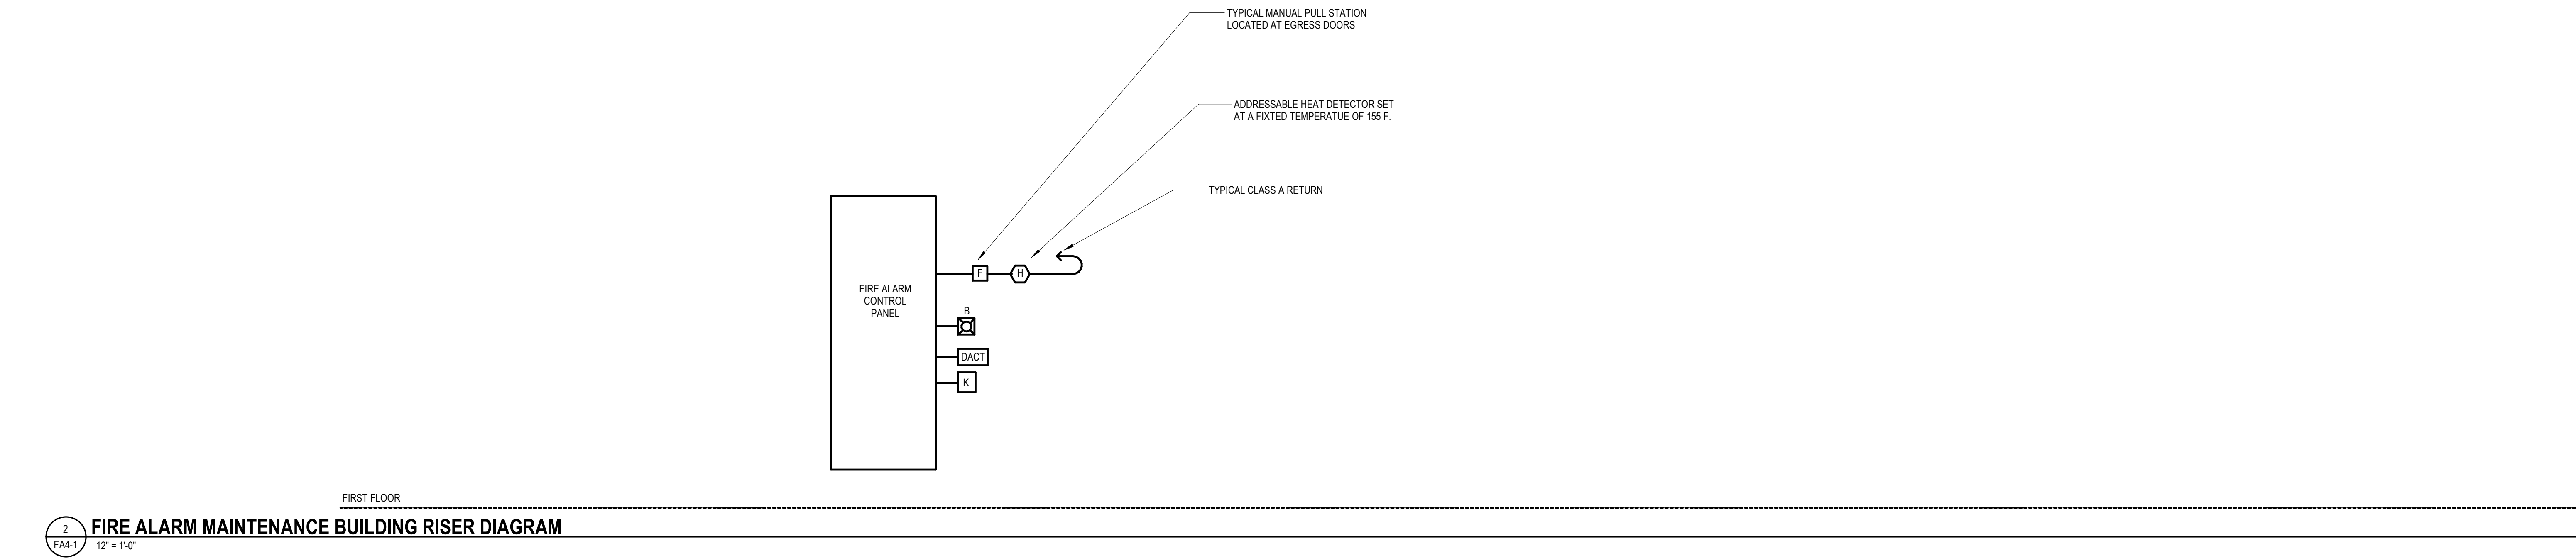 TYPICAL MANUAL PULL STATION
LOCATED AT EGRESS DOORS
ADDRESSABLE HEAT DETECTOR SET
AT A FIXTED TEMPERATUE OF 155 F.
TYPICAL CLASS A RETURN
F
H
FIRE ALARM
CONTROL
PANEL
B
DACT
K
FIRST FLOOR
2
FIRE ALARM MAINTENANCE BUILDING RISER DIAGRAM
FA4-1
12" = 1'-0"